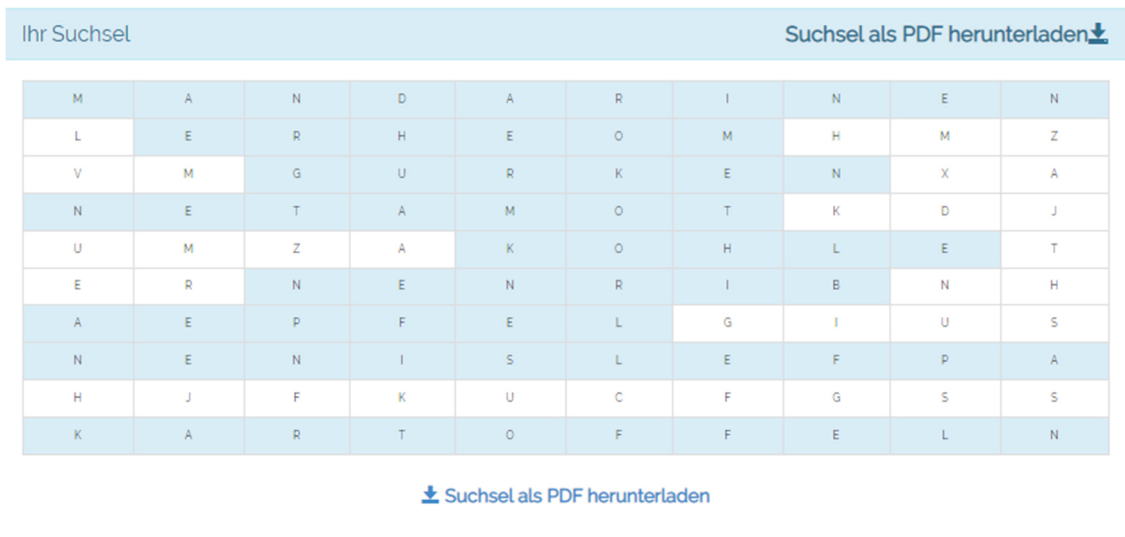 Ihr Suchsel Suchsel als PDF herunterladen
M A N D A R I N E N
L E R H E O M H M Z
V M G U R K E N X A
N E T A M O T K D J
U M Z A K O H L E T
E R N E N R I B N H
A E P F E L G I U S
N E N I S L E F P A
H J F K U C F G S S
K A R T O F F E L N
Suchsel als PDF herunterladen